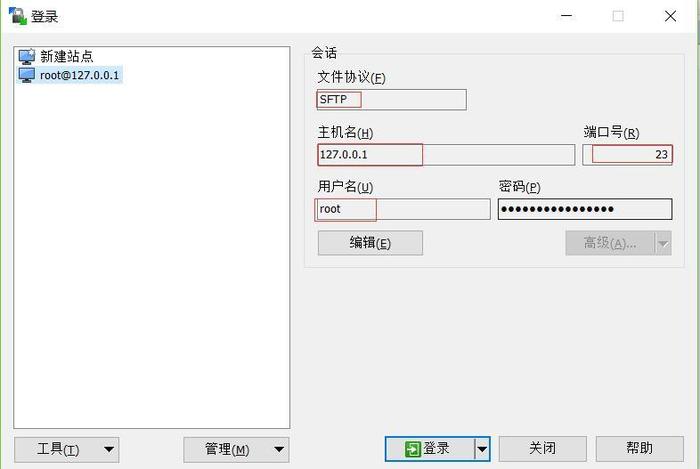 登录
新建站点
root@127.0.0.1
会话
文件协议(F)
SFTP
主机名(H) 端口号(R)
127.0.0.1 23
用户名(U) 密码(P)
root ••••••••••••••••
编辑(E) 高级(A)...
工具(T) 管理(M) 登录 关闭 帮助